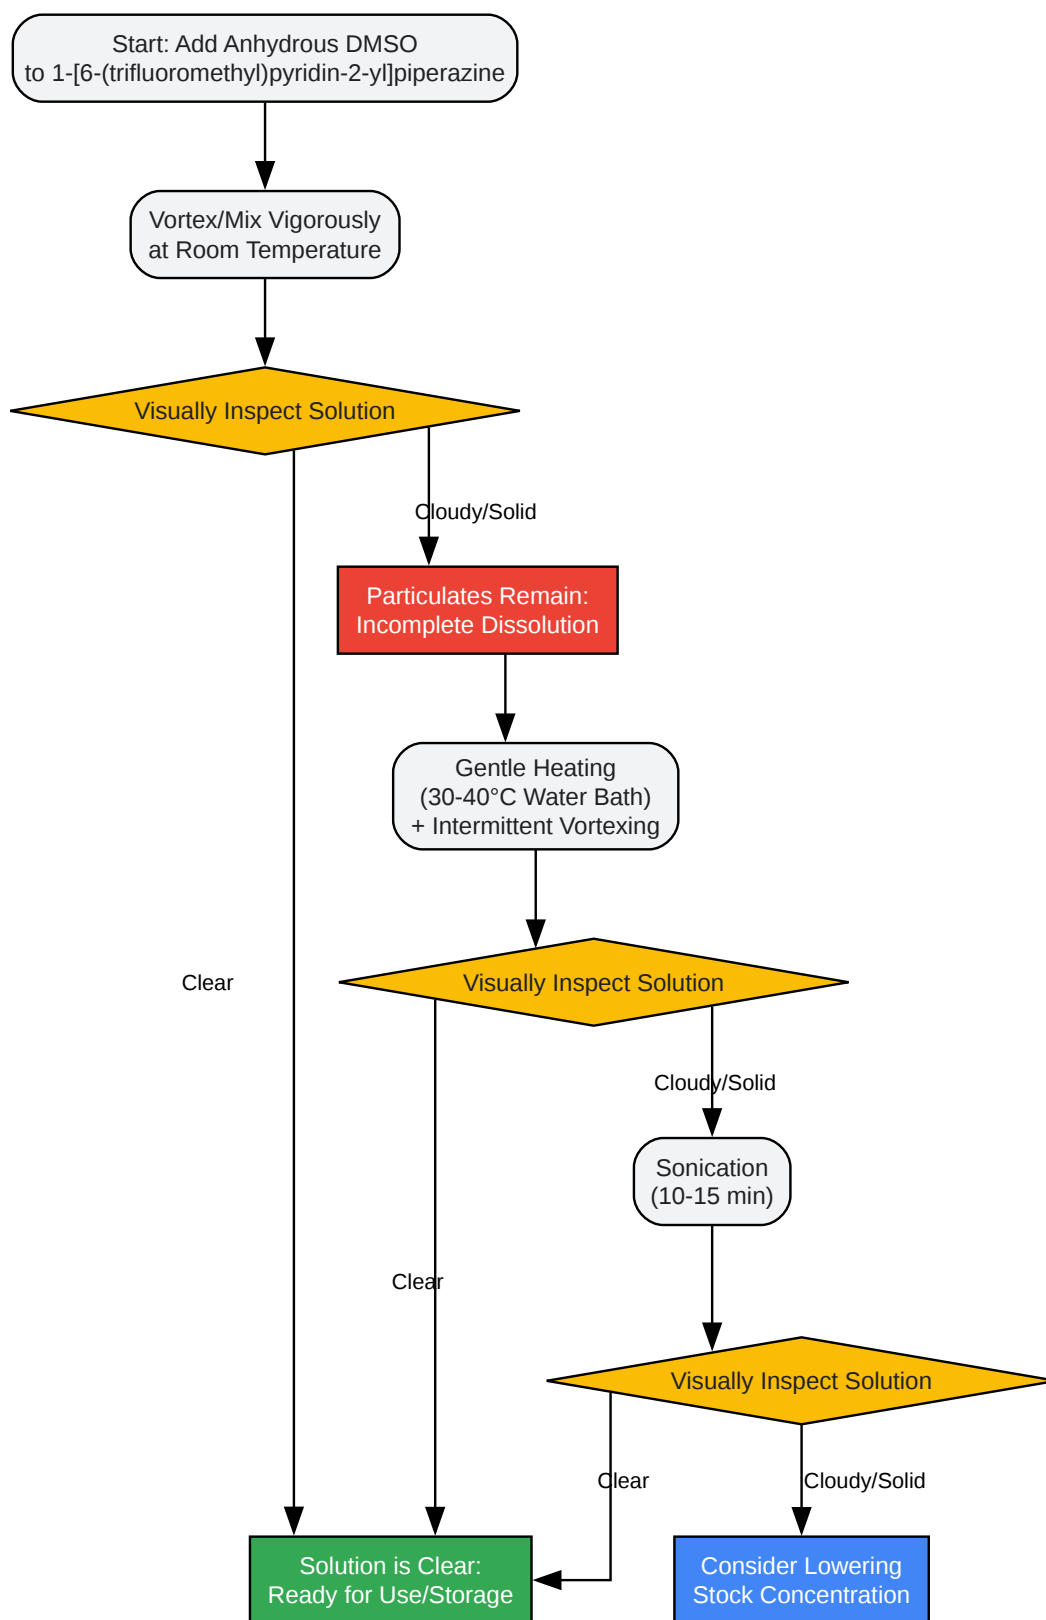 Start: Add Anhydrous DMSO
to 1-[6-(trifluoromethyl)pyridin-2-yl]piperazine
Vortex/Mix Vigorously
at Room Temperature
Visually Inspect Solution
Cloudy/Solid
Particulates Remain:
Incomplete Dissolution
Gentle Heating
(30-40°C Water Bath)
+ Intermittent Vortexing
Clear
Visually Inspect Solution
Cloudy/Solid
Sonication
(10-15 min)
Clear
Visually Inspect Solution
Clear
Cloudy/Solid
Solution is Clear:
Ready for Use/Storage
Consider Lowering
Stock Concentration